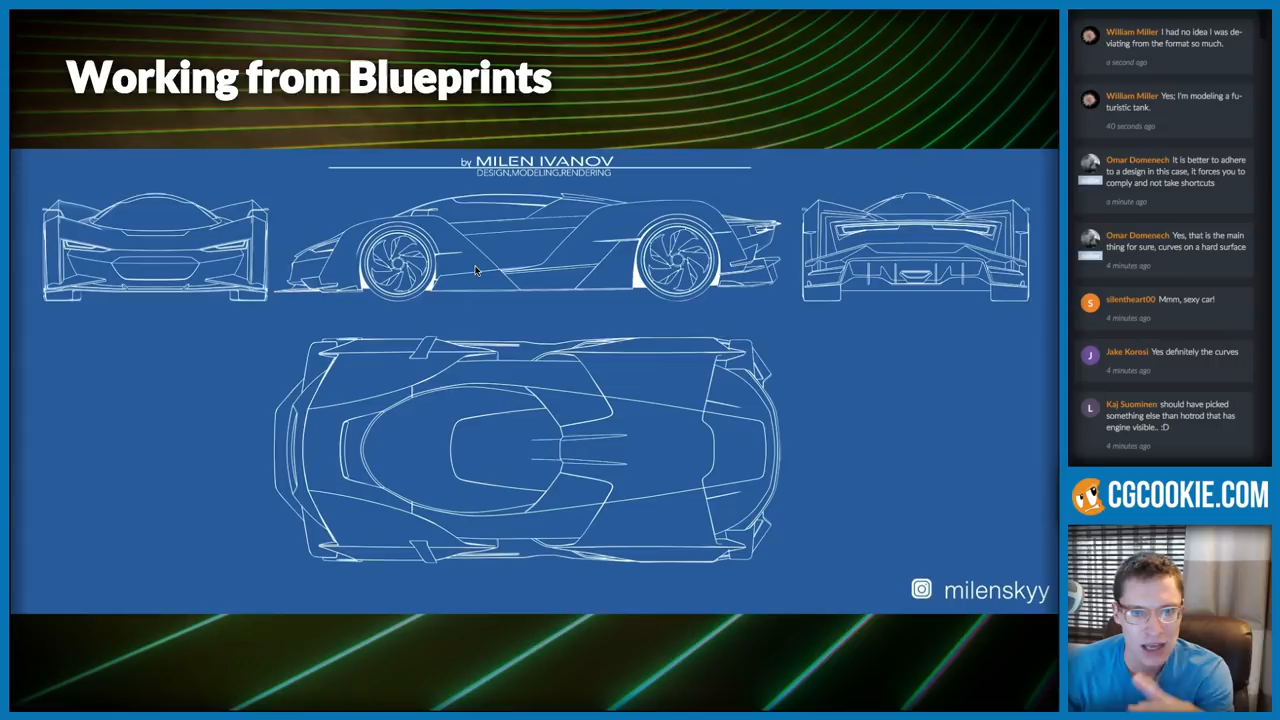 Working from Blueprints
by MILEN IVANOV
DESIGN,MODELING,RENDERING
milenskyy
William Miller I had no idea I was de-
viating from the format so much.
a second ago
William Miller Yes; I'm modeling a fu-
turistic tank.
40 seconds ago
Omar Domenech It is better to adhere
to a design in this case, it forces you to
comply and not take shortcuts
a minute ago
Omar Domenech Yes, that is the main
thing for sure, curves on a hard surface
4 minutes ago
S
silentheart00 Mmm, sexy car!
4 minutes ago
J
Jake Korosi Yes definitely the curves
4 minutes ago
L
Kaj Suominen should have picked
something else than hotrod that has
engine visible.. :D
4 minutes ago
CGCOOKIE.COM